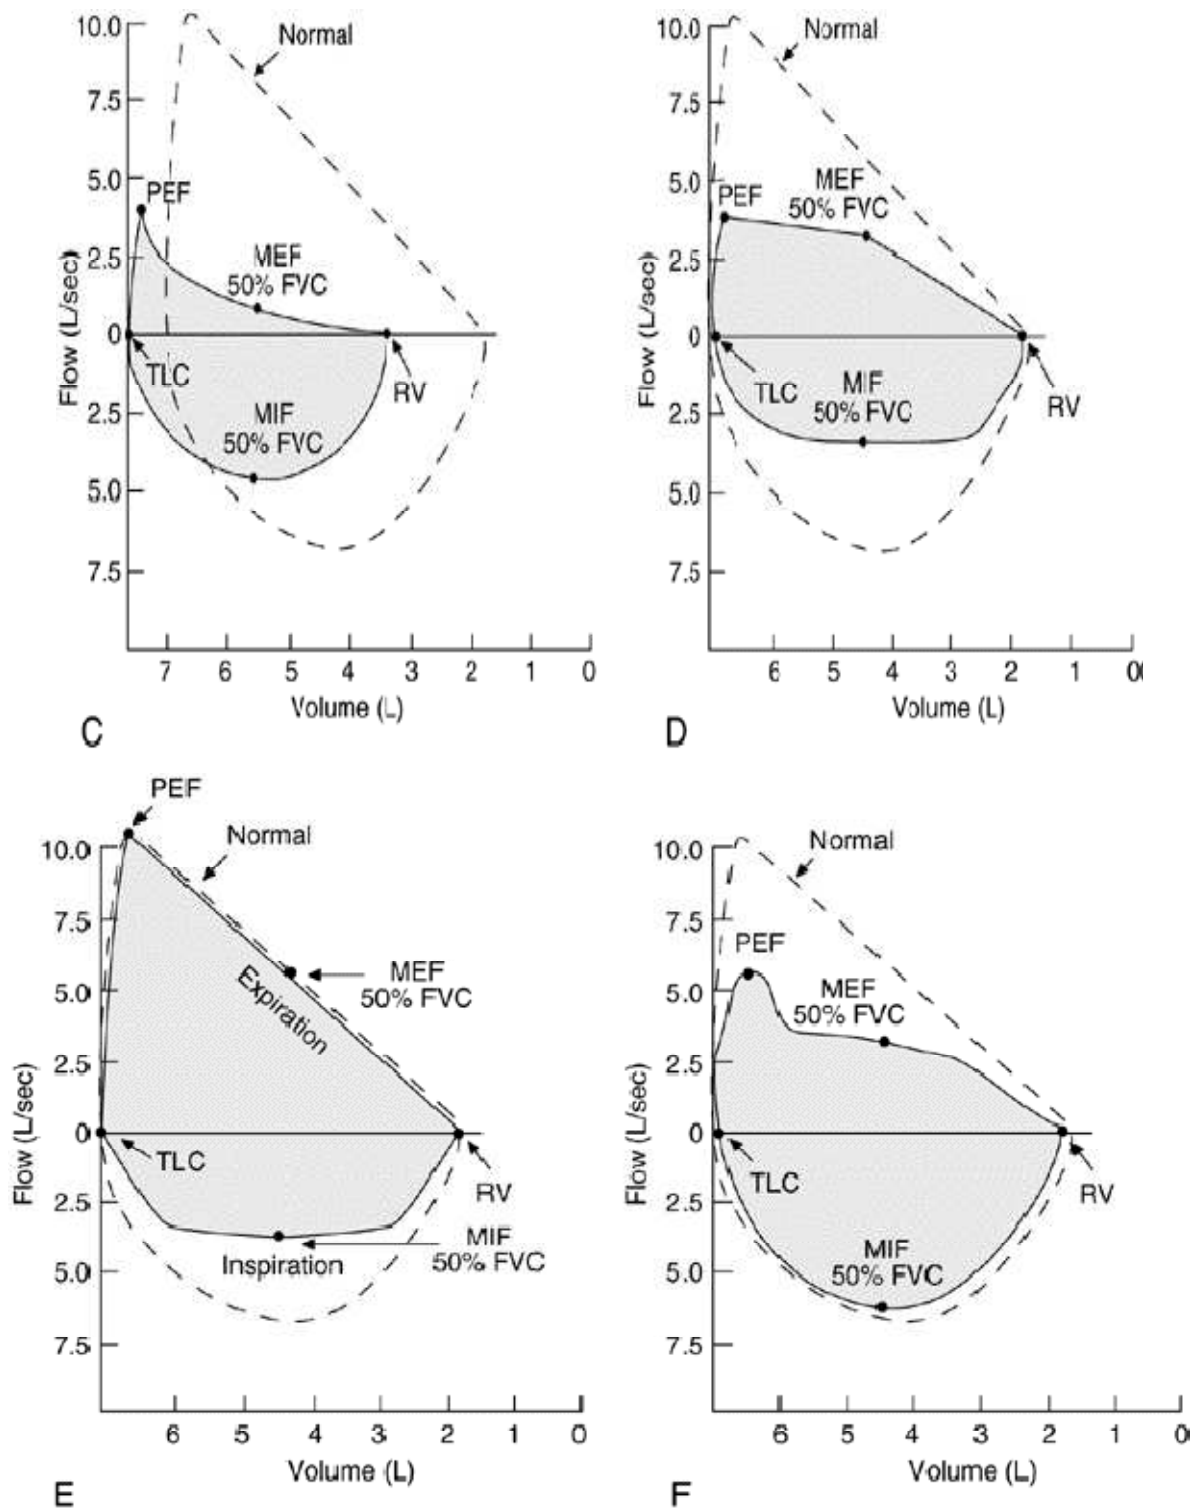 10.0
7.5
5.0
2.5
0
2.5
5.0
7.5
Flow (L/sec)
Normal
PEF
MEF
50% FVC
TLC
RV
MIF
50% FVC
7 6 5 4 3 2 1 0
Volume (L)
C
10.0
7.5
5.0
2.5
0
2.5
5.0
7.5
Flow (L/sec)
Normal
PEF
MEF
50% FVC
TLC
RV
MIF
50% FVC
6 5 4 3 2 1 0
Volume (L)
D
PEF
Normal
10.0
7.5
5.0
2.5
0
2.5
5.0
7.5
Flow (L/sec)
MEF
50% FVC
Expiration
TLC
RV
MIF
50% FVC
Inspiration
6 5 4 3 2 1 0
Volume (L)
E
10.0
7.5
5.0
2.5
0
2.5
5.0
7.5
Flow (L/sec)
Normal
PEF
MEF
50% FVC
TLC
RV
MIF
50% FVC
6 5 4 3 2 1 0
Volume (L)
F